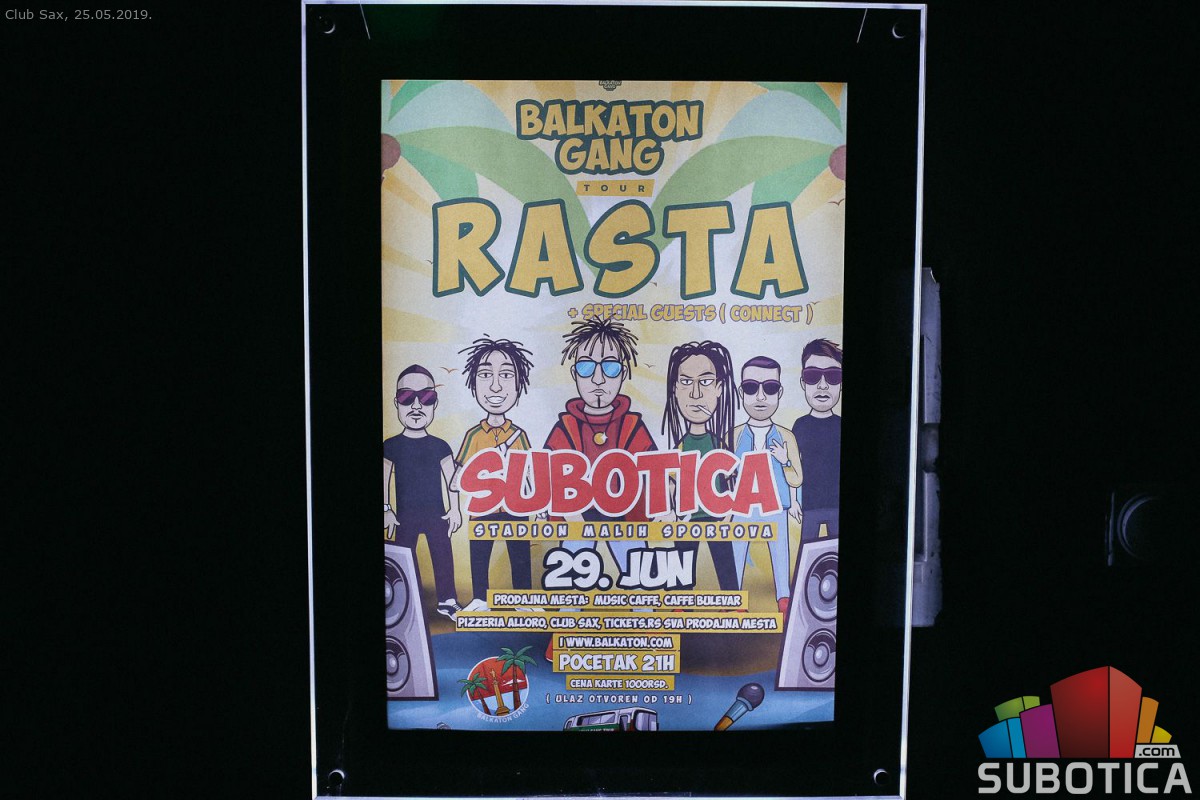 Club Sax, 25.05.2019.
BALKATON
GANG
TOUR
RASTA
+ SPECIAL GUESTS ( CONNECT )
SUBOTICA
STADION MALIH SPORTOVA
29. JUN
PRODAJNA MESTA: MUSIC CAFFE, CAFFE BULEVAR
PIZZERIA ALLORO, CLUB SAX, TICKETS.RS SVA PRODAJNA MESTA
I WWW.BALKATON.COM
POCETAK 21H
CENA KARTE 1000RSD.
( ULAZ OTVOREN OD 19H )
BALKATON GANG
.com
SUBOTICA